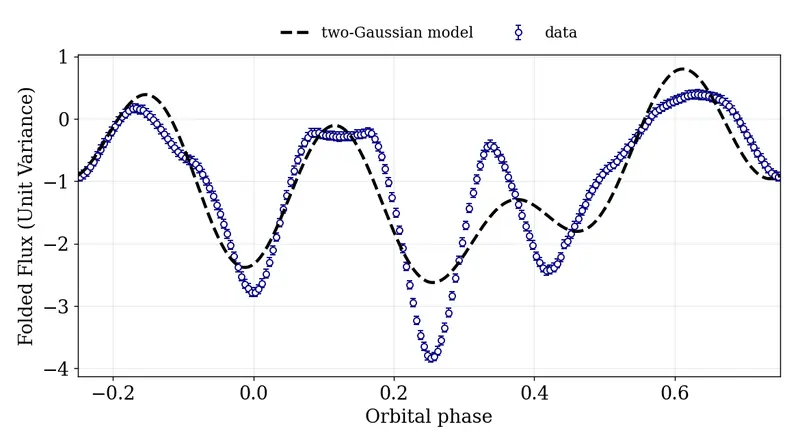 two-Gaussian model data
Folded Flux (Unit Variance)
1
0
−1
−2
−3
−4
−0.2 0.0 0.2 0.4 0.6
Orbital phase